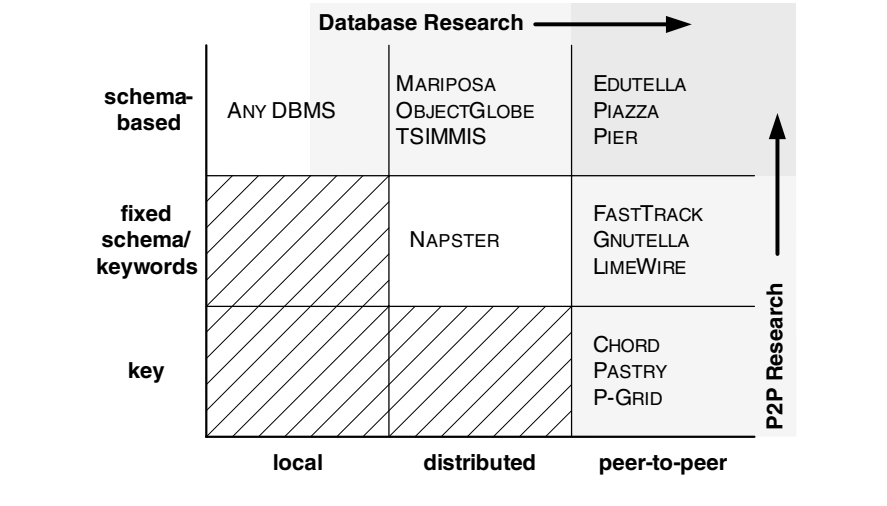 Database Research
schema-
based
ANY DBMS
MARIPOSA
OBJECTGLOBE
TSIMMIS
EDUTELLA
PIAZZA
PIER
fixed
schema/
keywords
NAPSTER
FASTTRACK
GNUTELLA
LIMEWIRE
key
CHORD
PASTRY
P-GRID
P2P Research
local
distributed
peer-to-peer